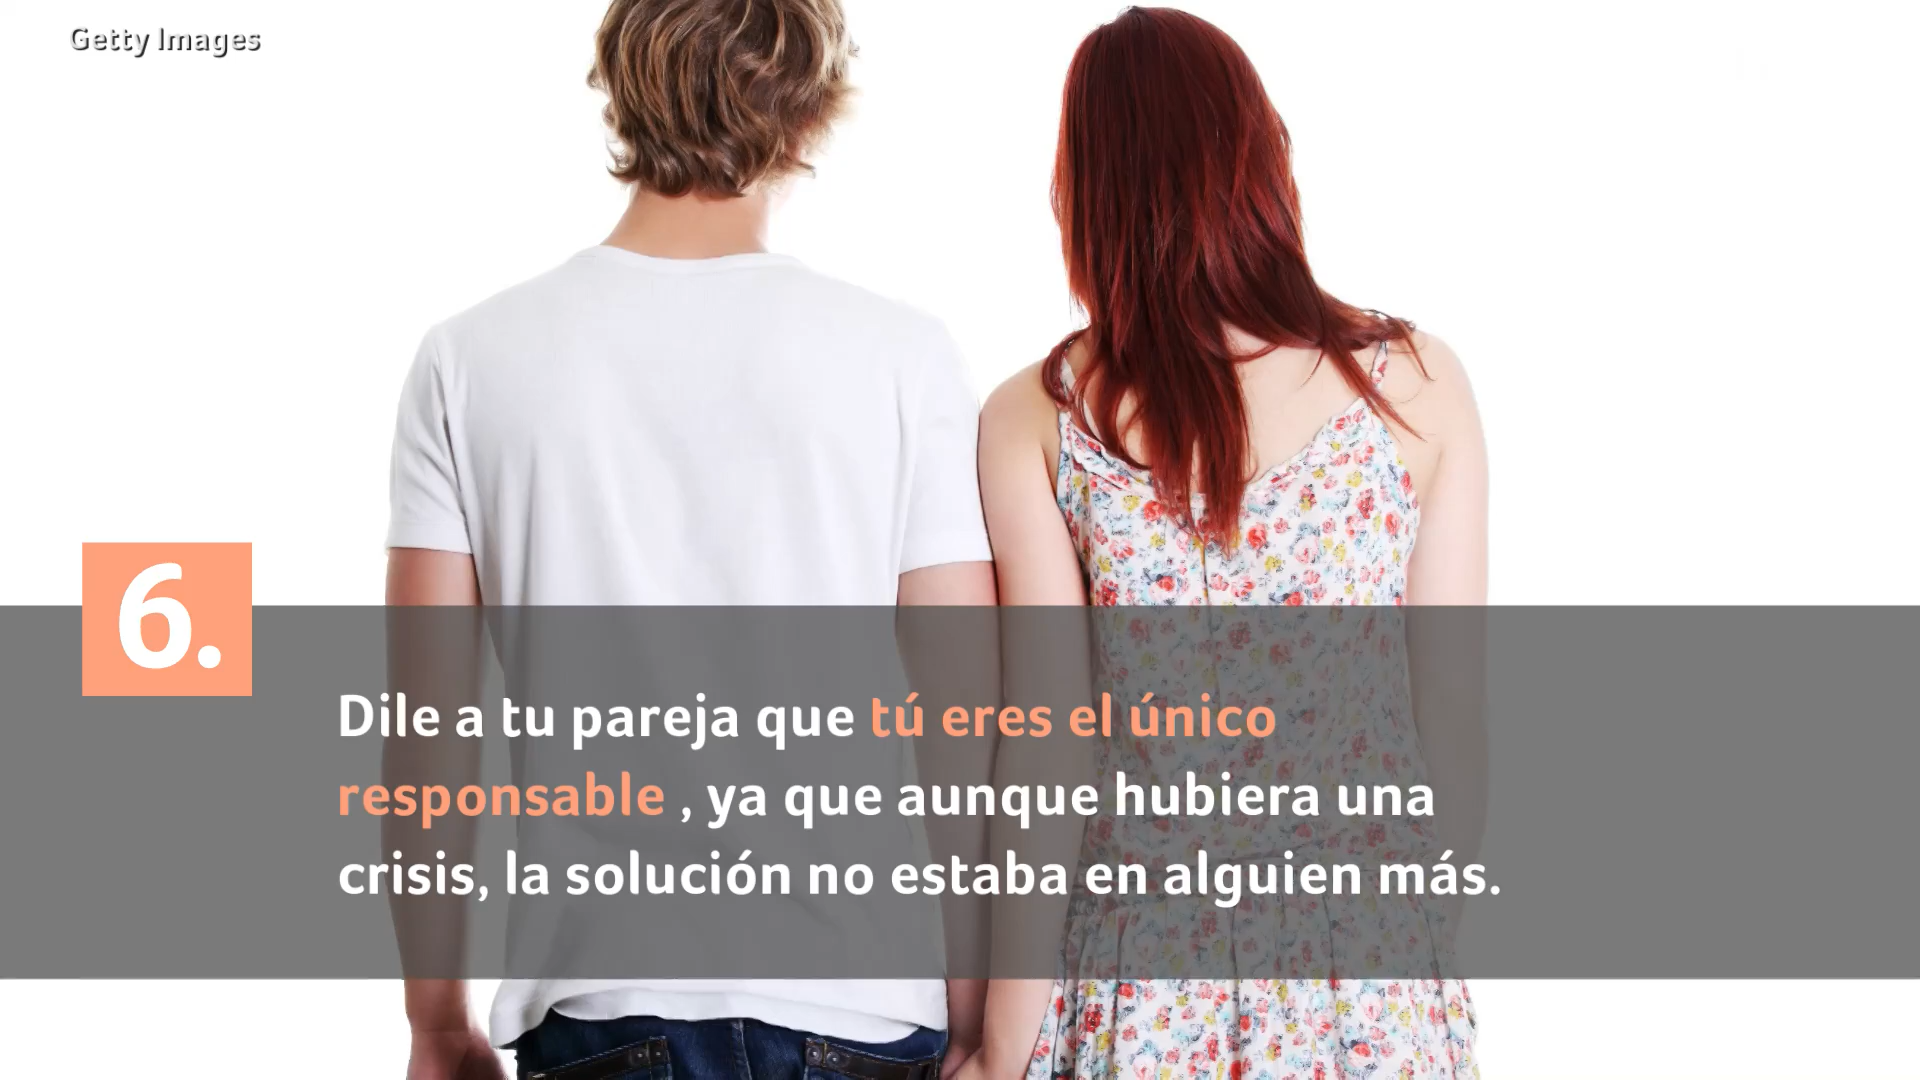 Getty Images
6.
Dile a tu pareja que tú eres el único
responsable , ya que aunque hubiera una
crisis, la solución no estaba en alguien más.